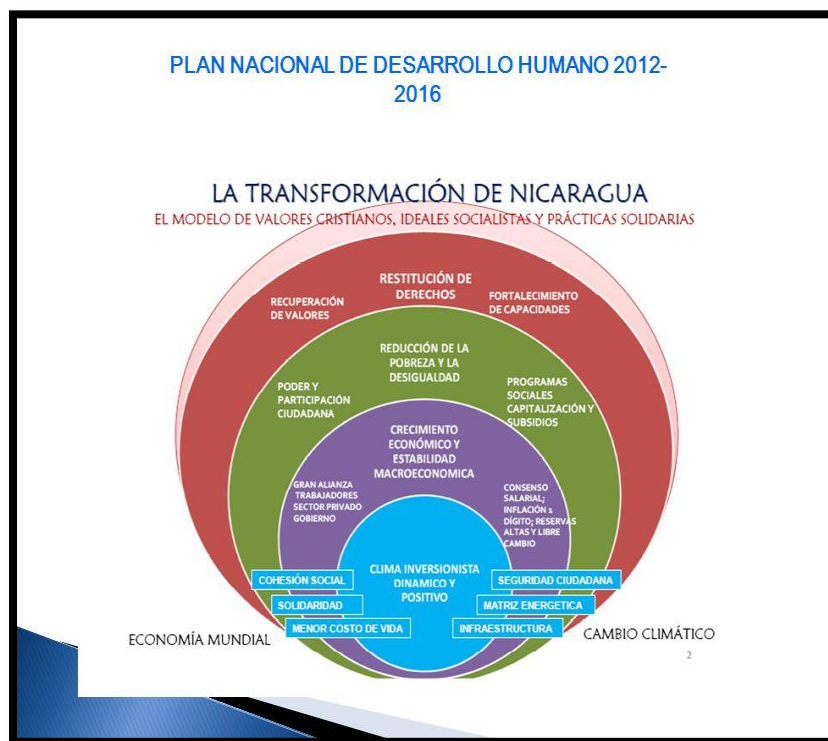 PLAN NACIONAL DE DESARROLLO HUMANO 2012-
2016
LA TRANSFORMACIÓN DE NICARAGUA
EL MODELO DE VALORES CRISTIANOS, IDEALES SOCIALISTAS Y PRÁCTICAS SOLIDARIAS
RESTITUCIÓN DE
DERECHOS
RECUPERACIÓN
DE VALORES
FORTALECIMIENTO
DE CAPACIDADES
REDUCCIÓN DE LA
POBREZA Y LA
DESIGUALDAD
PODER Y
PARTICIPACIÓN
CIUDADANA
PROGRAMAS
SOCIALES
CAPITALIZACIÓN Y
SUBSIDIOS
CRECIMIENTO
ECONÓMICO Y
ESTABILIDAD
MACROECONOMICA
GRAN ALIANZA
TRABAJADORES
SECTOR PRIVADO
GOBIERNO
CONSENSO
SALARIAL;
INFLACIÓN 1
DÍGITO; RESERVAS
ALTAS Y LIBRE
CAMBIO
CLIMA INVERSIONISTA
DINAMICO Y
POSITIVO
COHESIÓN SOCIAL
SOLIDARIDAD
MENOR COSTO DE VIDA
SEGURIDAD CIUDADANA
MATRIZ ENERGETICA
INFRAESTRUCTURA
ECONOMÍA MUNDIAL
CAMBIO CLIMÁTICO
2